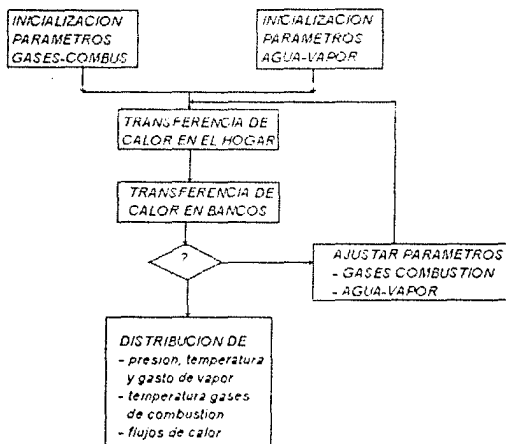 INICIALIZACION
PARAMETROS
GASES-COMBUS
INICIALIZACION
PARAMETROS
AGUA-VAPOR
TRANSFERENCIA DE
CALOR EN EL HOGAR
TRANSFERENCIA DE
CALOR EN BANCOS
?
AJUSTAR PARAMETROS
- GASES COMBUSTION
- AGUA-VAPOR
DISTRIBUCION DE
- presion, temperatura
y gasto de vapor
- temperatura gases
de combustion
- flujos de calor